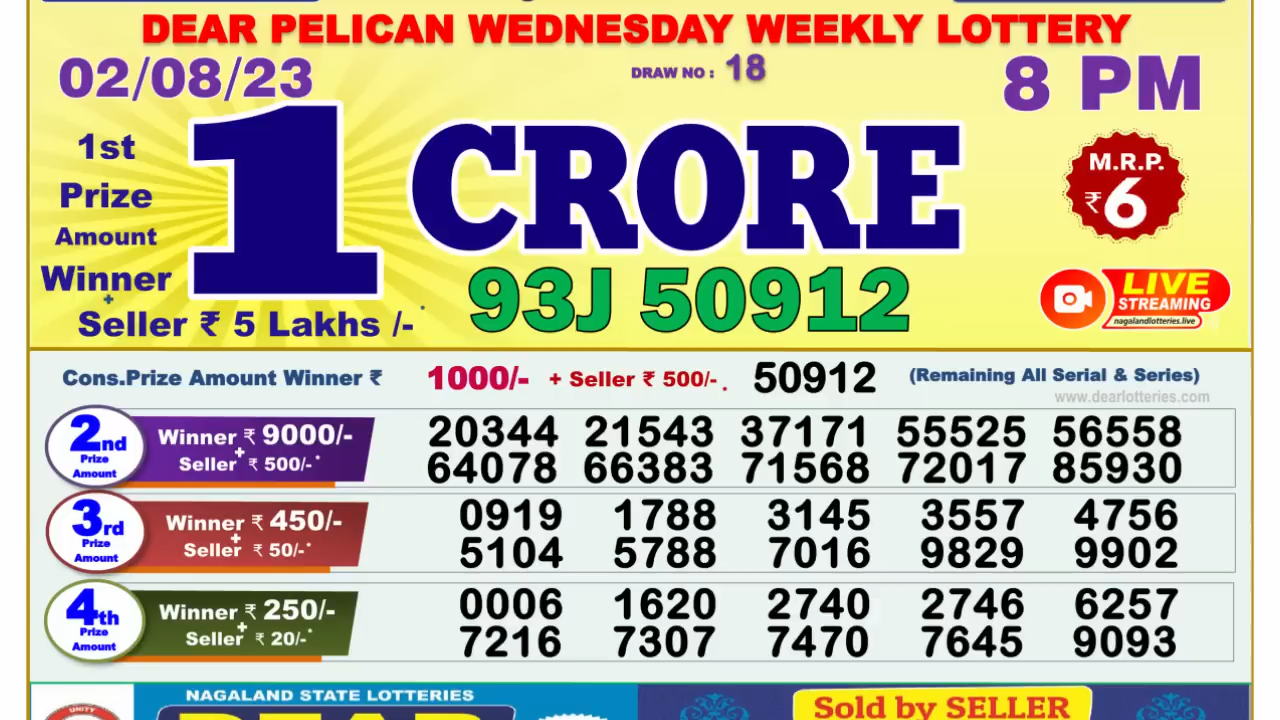 DEAR PELICAN WEDNESDAY WEEKLY LOTTERY
02/08/23
DRAW NO : 18
8 PM
1st
Prize
Amount
Winner
+
Seller ₹ 5 Lakhs /-
1 CRORE
93J 50912
M.R.P.
₹ 6
LIVE
STREAMING
nagalandlotteries.live
Cons.Prize Amount Winner ₹ 1000/- + Seller ₹ 500/- . 50912 (Remaining All Serial & Series)
www.dearlotteries.com
2nd
Prize
Amount
Winner ₹ 9000/-
+
Seller ₹ 500/-*
20344 21543 37171 55525 56558
64078 66383 71568 72017 85930
3rd
Prize
Amount
Winner ₹ 450/-
+
Seller ₹ 50/-*
0919 1788 3145 3557 4756
5104 5788 7016 9829 9902
4th
Prize
Amount
Winner ₹ 250/-
+
Seller ₹ 20/-*
0006 1620 2740 2746 6257
7216 7307 7470 7645 9093
UNITY
NAGALAND STATE LOTTERIES
DEAR
Sold by SELLER